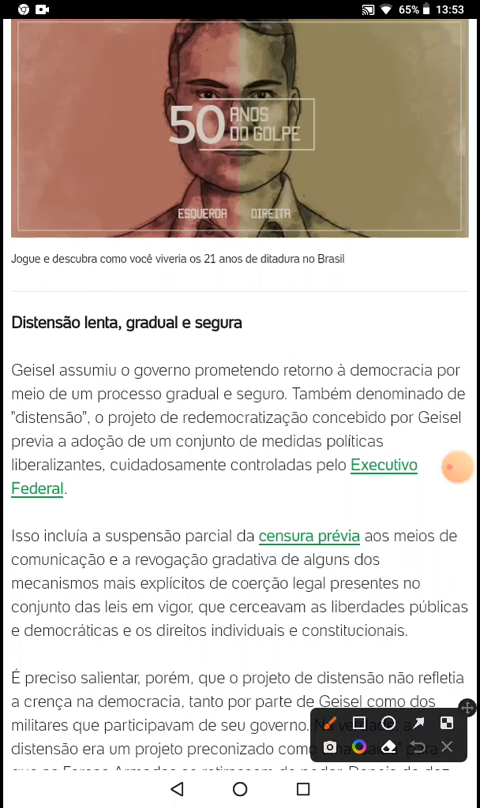 65% 13:53
50 ANOS
DO GOLPE
ESQUERDA DIREITA
Jogue e descubra como você viveria os 21 anos de ditadura no Brasil
Distensão lenta, gradual e segura
Geisel assumiu o governo prometendo retorno à democracia por
meio de um processo gradual e seguro. Também denominado de
"distensão", o projeto de redemocratização concebido por Geisel
previa a adoção de um conjunto de medidas políticas
liberalizantes, cuidadosamente controladas pelo Executivo
Federal.
Isso incluía a suspensão parcial da censura prévia aos meios de
comunicação e a revogação gradativa de alguns dos
mecanismos mais explícitos de coerção legal presentes no
conjunto das leis em vigor, que cerceavam as liberdades públicas
e democráticas e os direitos individuais e constitucionais.
É preciso salientar, porém, que o projeto de distensão não refletia
a crença na democracia, tanto por parte de Geisel como dos
militares que participavam de seu governo.
distensão era um projeto preconizado como